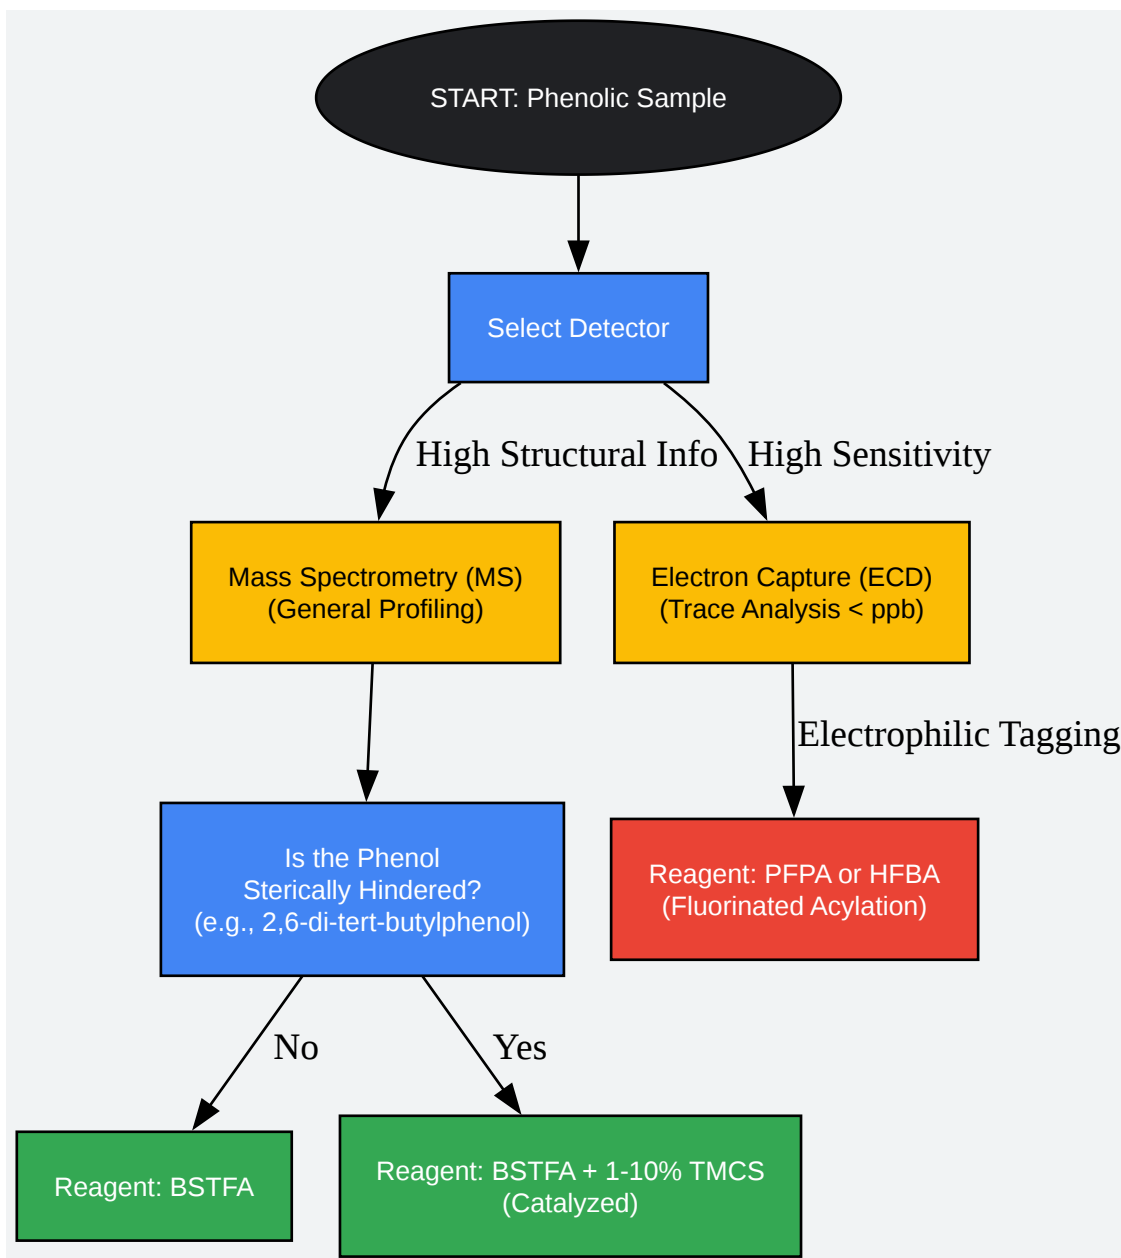 START: Phenolic Sample
Select Detector
High Structural Info
High Sensitivity
Mass Spectrometry (MS)
(General Profiling)
Electron Capture (ECD)
(Trace Analysis < ppb)
Electrophilic Tagging
Is the Phenol
Sterically Hindered?
(e.g., 2,6-di-tert-butylphenol)
Reagent: PFPA or HFBA
(Fluorinated Acylation)
No
Yes
Reagent: BSTFA
Reagent: BSTFA + 1-10% TMCS
(Catalyzed)